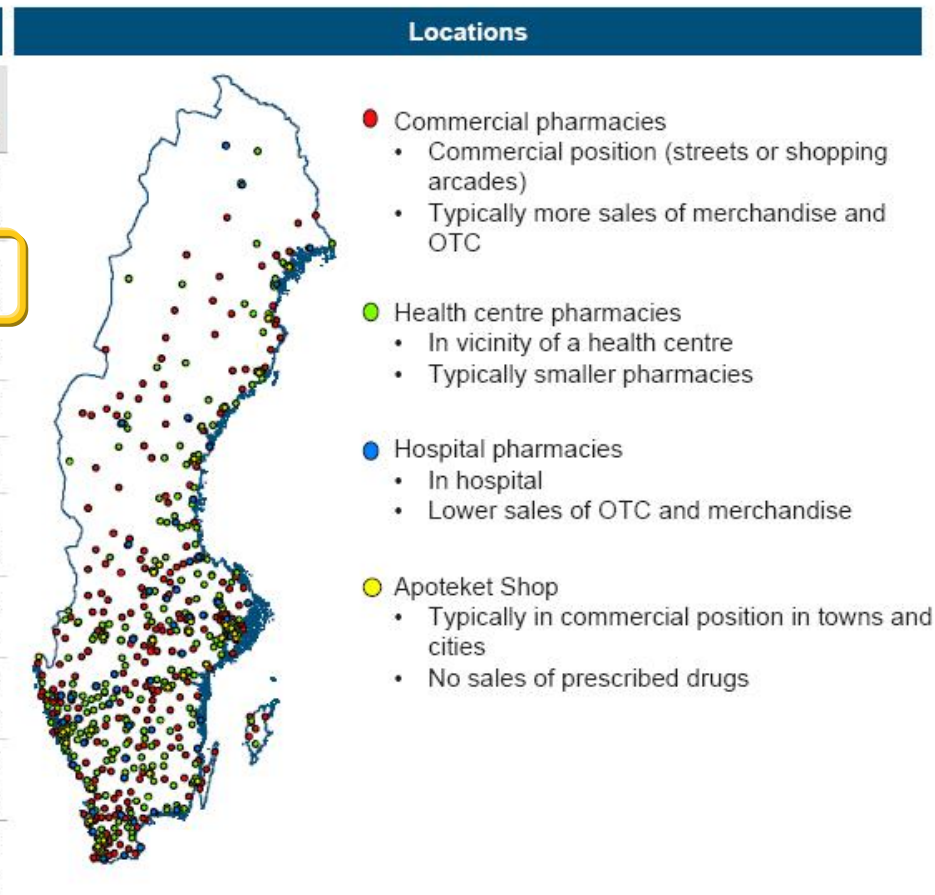 Locations
Commercial pharmacies
• Commercial position (streets or shopping
arcades)
• Typically more sales of merchandise and
OTC
Health centre pharmacies
• In vicinity of a health centre
• Typically smaller pharmacies
Hospital pharmacies
• In hospital
• Lower sales of OTC and merchandise
Apoteket Shop
• Typically in commercial position in towns and
cities
• No sales of prescribed drugs